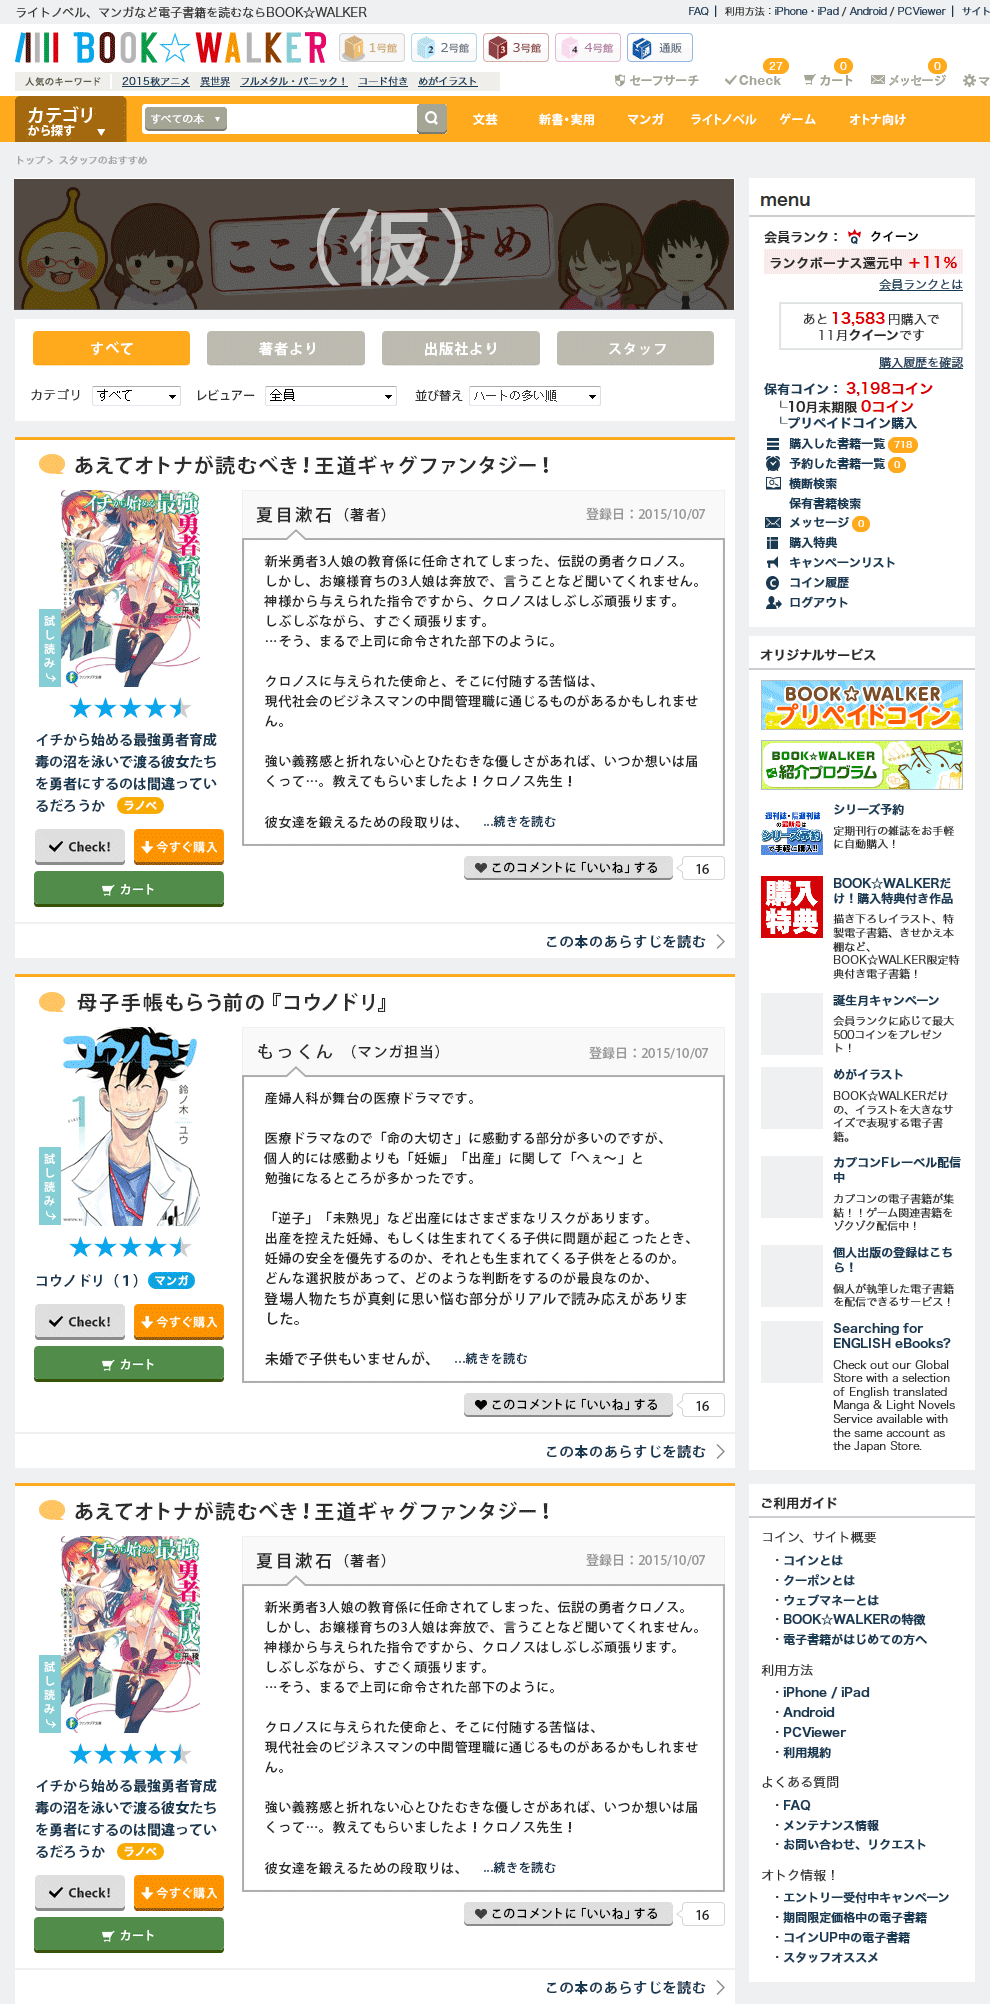 ライトノベル、マンガなど電子書籍を読むならBOOK☆WALKER
FAQ | 利用方法：iPhone・iPad / Android / PCViewer | サイト
BOOK☆WALKER
1号館 2号館 3号館 4号館 通販
人気のキーワード 2015秋アニメ 異世界 フルメタル・パニック！ コード付き めがイラスト
27 0 0
セーフサーチ Check カート メッセージ マ
カテゴリ
から探す
すべての本
文芸 新書・実用 マンガ ライトノベル ゲーム オトナ向け
トップ > スタッフのおすすめ
ここがおすすめ
（仮）
すべて 著者より 出版社より スタッフ
カテゴリ すべて レビュアー 全員 並び替え ハートの多い順
あえてオトナが読むべき！王道ギャグファンタジー！
イチから始める最強勇者育成
試し読み
夏目漱石（著者） 登録日：2015/10/07
新米勇者3人娘の教育係に任命されてしまった、伝説の勇者クロノス。
しかし、お嬢様育ちの3人娘は奔放で、言うことなど聞いてくれません。
神様から与えられた指令ですから、クロノスはしぶしぶ頑張ります。
しぶしぶながら、すごく頑張ります。
…そう、まるで上司に命令された部下のように。
クロノスに与えられた使命と、そこに付随する苦悩は、
現代社会のビジネスマンの中間管理職に通じるものがあるかもしれませ
ん。
強い義務感と折れない心とひたむきな優しさがあれば、いつか想いは届
くって…。教えてもらいましたよ！クロノス先生！
彼女達を鍛えるための段取りは、 ...続きを読む
イチから始める最強勇者育成
毒の沼を泳いで渡る彼女たち
を勇者にするのは間違ってい
るだろうか ラノベ
Check! 今すぐ購入
カート
このコメントに「いいね」する 16
この本のあらすじを読む
母子手帳もらう前の『コウノドリ』
コウノドリ
1
鈴ノ木ユウ
試し読み
もっくん （マンガ担当） 登録日：2015/10/07
産婦人科が舞台の医療ドラマです。
医療ドラマなので「命の大切さ」に感動する部分が多いのですが、
個人的には感動よりも「妊娠」「出産」に関して「へぇ～」と
勉強になるところが多かったです。
「逆子」「未熟児」など出産にはさまざまなリスクがあります。
出産を控えた妊婦、もしくは生まれてくる子供に問題が起こったとき、
妊婦の安全を優先するのか、それとも生まれてくる子供をとるのか。
どんな選択肢があって、どのような判断をするのが最良なのか、
登場人物たちが真剣に思い悩む部分がリアルで読み応えがありま
した。
未婚で子供もいませんが、 ...続きを読む
コウノドリ（１） マンガ
Check! 今すぐ購入
カート
このコメントに「いいね」する 16
この本のあらすじを読む
あえてオトナが読むべき！王道ギャグファンタジー！
イチから始める最強勇者育成
試し読み
夏目漱石（著者） 登録日：2015/10/07
新米勇者3人娘の教育係に任命されてしまった、伝説の勇者クロノス。
しかし、お嬢様育ちの3人娘は奔放で、言うことなど聞いてくれません。
神様から与えられた指令ですから、クロノスはしぶしぶ頑張ります。
しぶしぶながら、すごく頑張ります。
…そう、まるで上司に命令された部下のように。
クロノスに与えられた使命と、そこに付随する苦悩は、
現代社会のビジネスマンの中間管理職に通じるものがあるかもしれませ
ん。
強い義務感と折れない心とひたむきな優しさがあれば、いつか想いは届
くって…。教えてもらいましたよ！クロノス先生！
彼女達を鍛えるための段取りは、 ...続きを読む
イチから始める最強勇者育成
毒の沼を泳いで渡る彼女たち
を勇者にするのは間違ってい
るだろうか ラノベ
Check! 今すぐ購入
カート
このコメントに「いいね」する 16
この本のあらすじを読む
menu
会員ランク： クイーン
ランクボーナス還元中 ＋11%
会員ランクとは
あと13,583円購入で
11月クイーンです
購入履歴を確認
保有コイン： 3,198コイン
└10月末期限 0コイン
└プリペイドコイン購入
購入した書籍一覧 718
予約した書籍一覧 0
横断検索
保有書籍検索
メッセージ 0
購入特典
キャンペーンリスト
コイン履歴
ログアウト
オリジナルサービス
BOOK☆WALKER
プリペイドコイン
BOOK☆WALKER
紹介プログラム
週刊誌・隔週刊誌
の最新号は
シリーズ予約
で手軽に購入!!
シリーズ予約
定期刊行の雑誌をお手軽
に自動購入！
購入
特典
BOOK☆WALKERだ
け！購入特典付き作品
描き下ろしイラスト、特
製電子書籍、きせかえ本
棚など、
BOOK☆WALKER限定特
典付き電子書籍！
誕生月キャンペーン
会員ランクに応じて最大
500コインをプレゼン
ト！
めがイラスト
BOOK☆WALKERだけ
の、イラストを大きなサ
イズで表現する電子書
籍。
カプコンFレーベル配信
中
カプコンの電子書籍が集
結！！ゲーム関連書籍を
ゾクゾク配信中！
個人出版の登録はこち
ら！
個人が執筆した電子書籍
を配信できるサービス！
Searching for
ENGLISH eBooks?
Check out our Global
Store with a selection
of English translated
Manga & Light Novels
Service available with
the same account as
the Japan Store.
ご利用ガイド
コイン、サイト概要
・コインとは
・クーポンとは
・ウェブマネーとは
・BOOK☆WALKERの特徴
・電子書籍がはじめての方へ
利用方法
・iPhone / iPad
・Android
・PCViewer
・利用規約
よくある質問
・FAQ
・メンテナンス情報
・お問い合わせ、リクエスト
オトク情報！
・エントリー受付中キャンペーン
・期間限定価格中の電子書籍
・コインUP中の電子書籍
・スタッフオススメ